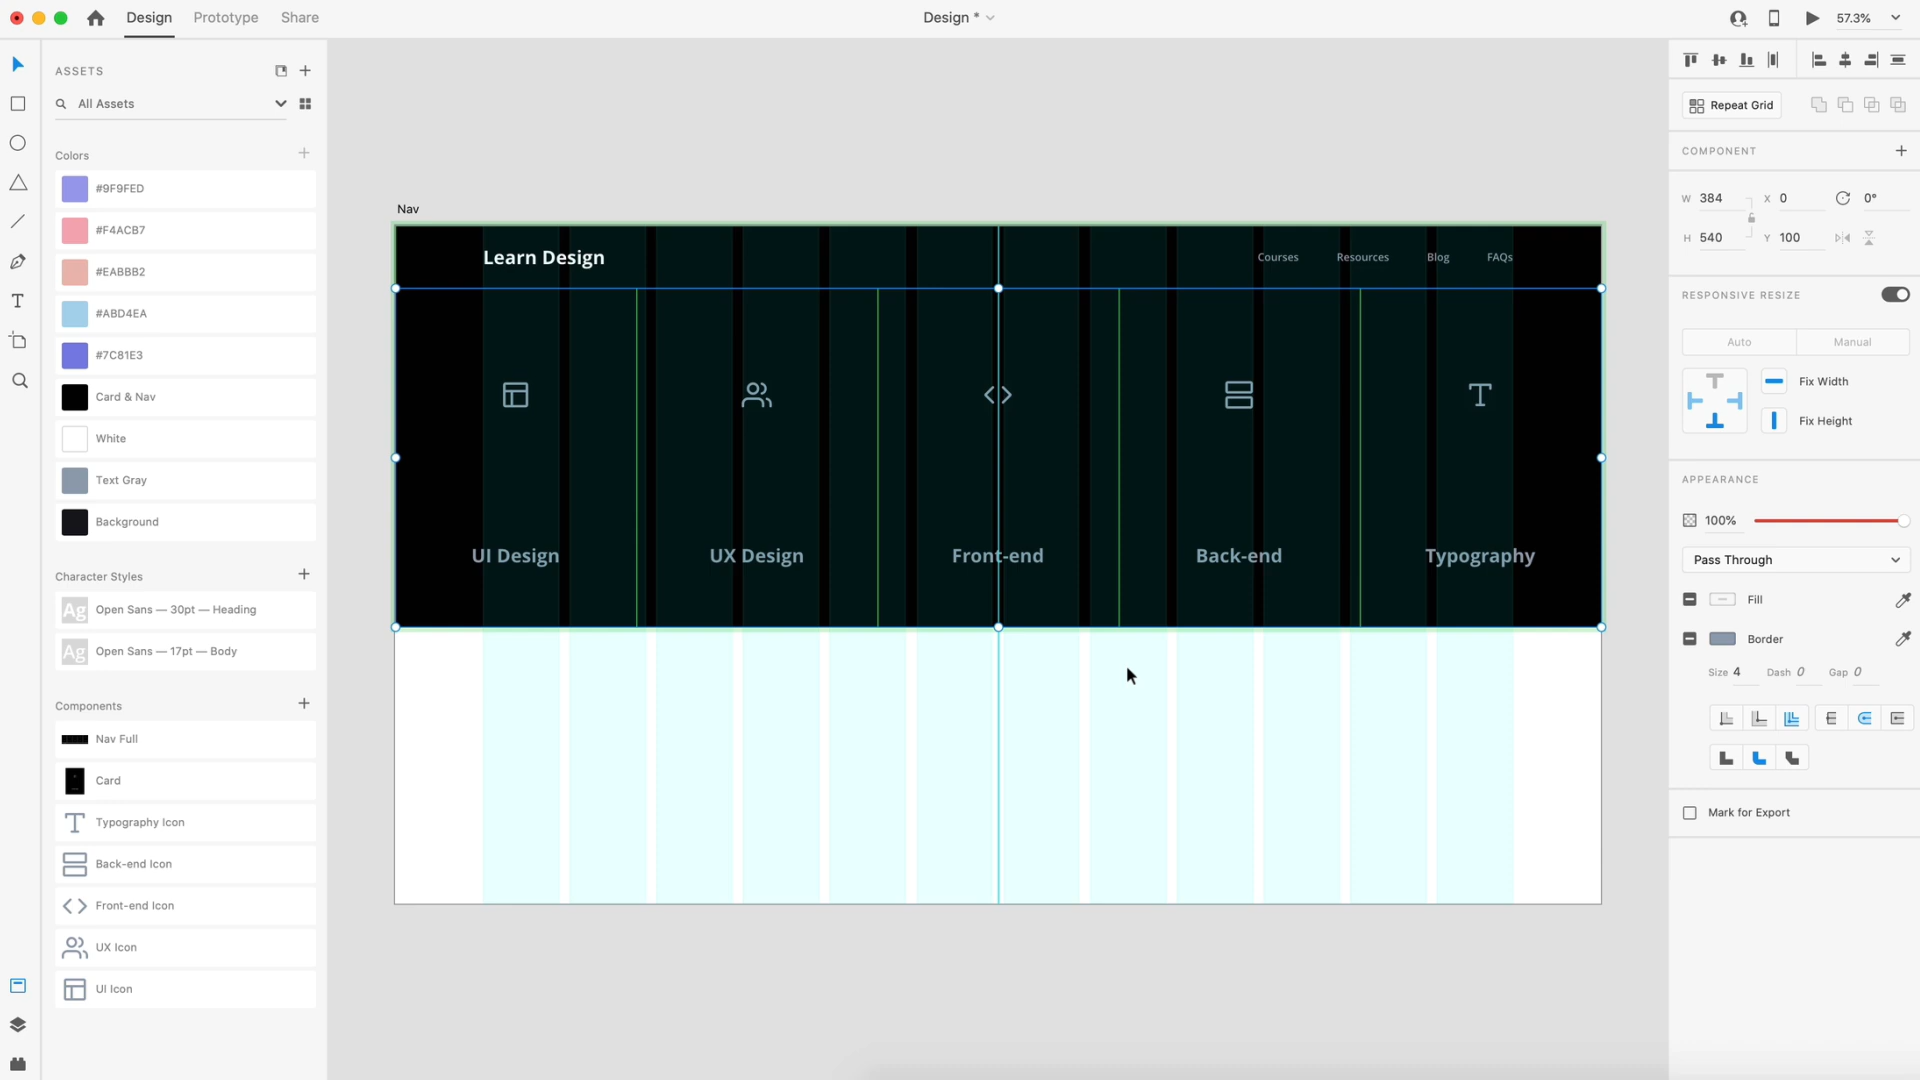 Design
Prototype
Share
Design *
57.3%
ASSETS
All Assets
Colors
#9F9FED
#F4ACB7
#EABBB2
#ABD4EA
#7C81E3
Card & Nav
White
Text Gray
Background
Character Styles
Ag Open Sans — 30pt — Heading
Ag Open Sans — 17pt — Body
Components
Nav Full
Card
Typography Icon
Back-end Icon
Front-end Icon
UX Icon
UI Icon
Nav
Learn Design
Courses
Resources
Blog
FAQs
UI Design
UX Design
Front-end
Back-end
Typography
Repeat Grid
COMPONENT
W 384
X 0
0°
H 540
Y 100
RESPONSIVE RESIZE
Auto
Manual
Fix Width
Fix Height
APPEARANCE
100%
Pass Through
Fill
Border
Size 4
Dash 0
Gap 0
Mark for Export